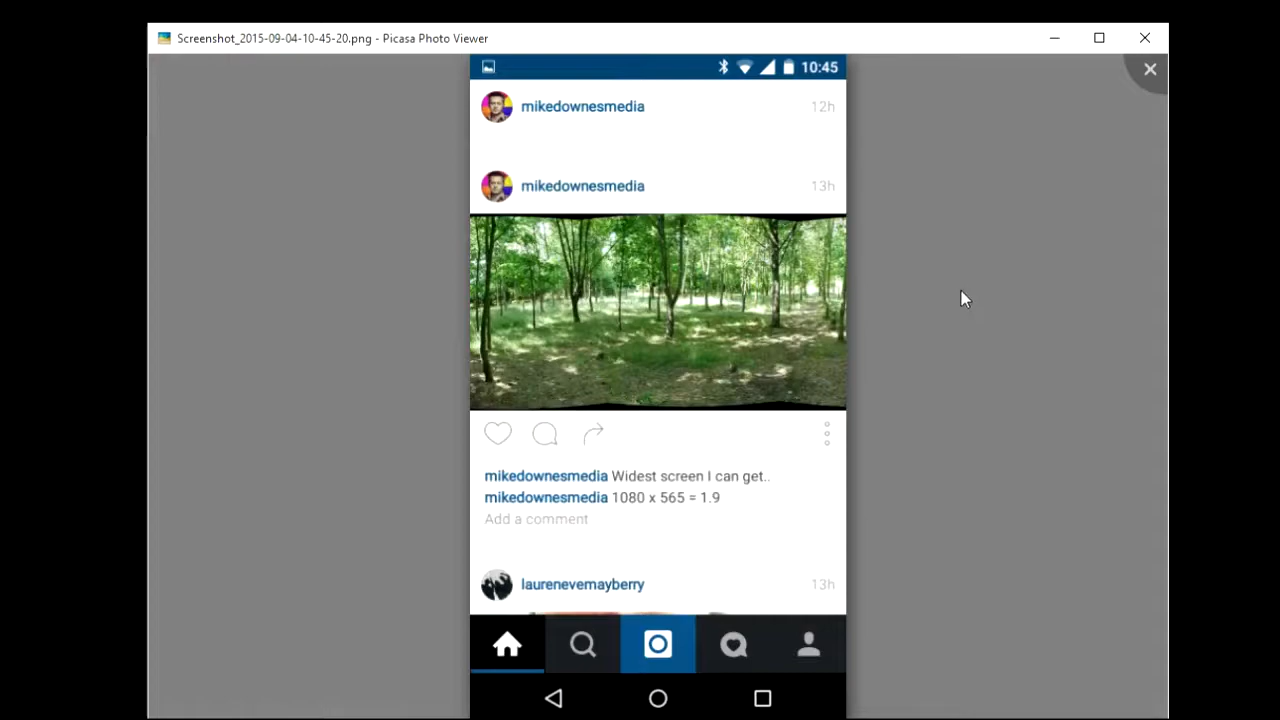 Screenshot_2015-09-04-10-45-20.png - Picasa Photo Viewer
10:45
mikedownesmedia 12h
mikedownesmedia 13h
mikedownesmedia Widest screen I can get..
mikedownesmedia 1080 x 565 = 1.9
Add a comment
laurenevemayberry 13h